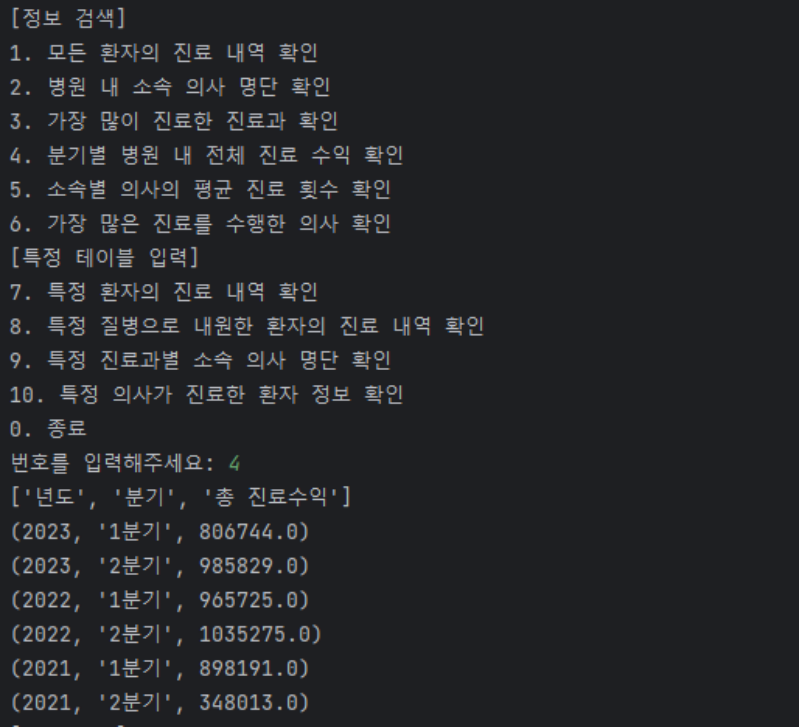 [정보 검색]
1. 모든 환자의 진료 내역 확인
2. 병원 내 소속 의사 명단 확인
3. 가장 많이 진료한 진료과 확인
4. 분기별 병원 내 전체 진료 수익 확인
5. 소속별 의사의 평균 진료 횟수 확인
6. 가장 많은 진료를 수행한 의사 확인
[특정 테이블 입력]
7. 특정 환자의 진료 내역 확인
8. 특정 질병으로 내원한 환자의 진료 내역 확인
9. 특정 진료과별 소속 의사 명단 확인
10. 특정 의사가 진료한 환자 정보 확인
0. 종료
번호를 입력해주세요: 4
['년도', '분기', '총 진료수익']
(2023, '1분기', 806744.0)
(2023, '2분기', 985829.0)
(2022, '1분기', 965725.0)
(2022, '2분기', 1035275.0)
(2021, '1분기', 898191.0)
(2021, '2분기', 348013.0)